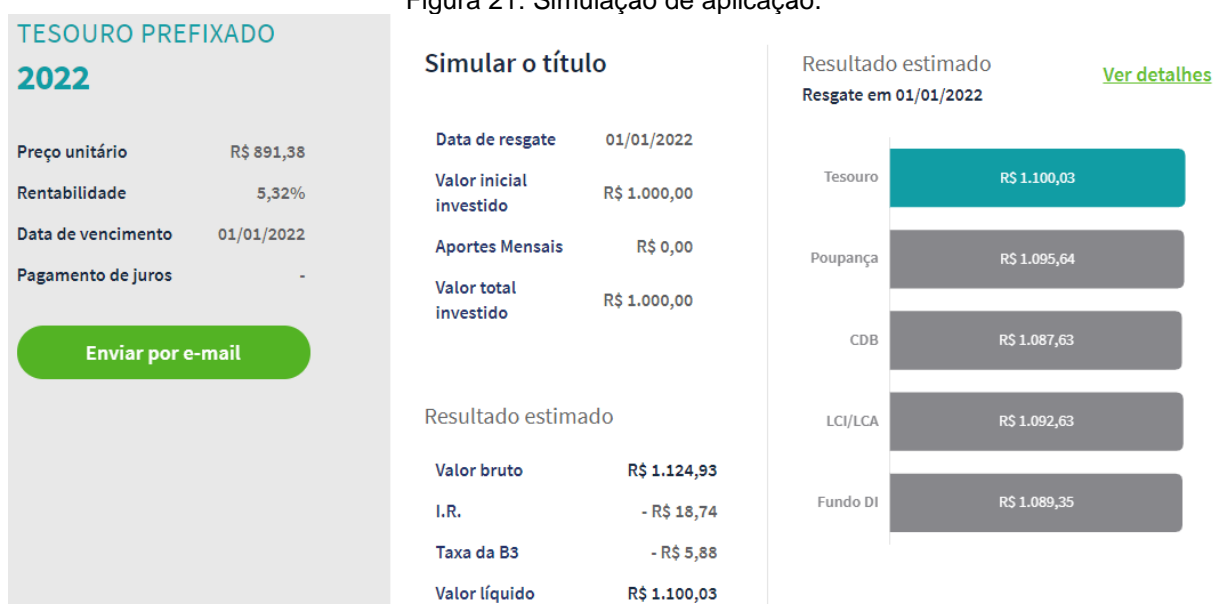 Figura 21: Simulação de aplicação.
TESOURO PREFIXADO
2022
Preço unitário R$ 891,38
Rentabilidade 5,32%
Data de vencimento 01/01/2022
Pagamento de juros -
Enviar por e-mail
Simular o título
Data de resgate 01/01/2022
Valor inicial
investido R$ 1.000,00
Aportes Mensais R$ 0,00
Valor total
investido R$ 1.000,00
Resultado estimado
Valor bruto R$ 1.124,93
I.R. - R$ 18,74
Taxa da B3 - R$ 5,88
Valor líquido R$ 1.100,03
Resultado estimado
Resgate em 01/01/2022
Ver detalhes
Tesouro R$ 1.100,03
Poupança R$ 1.095,64
CDB R$ 1.087,63
LCI/LCA R$ 1.092,63
Fundo DI R$ 1.089,35